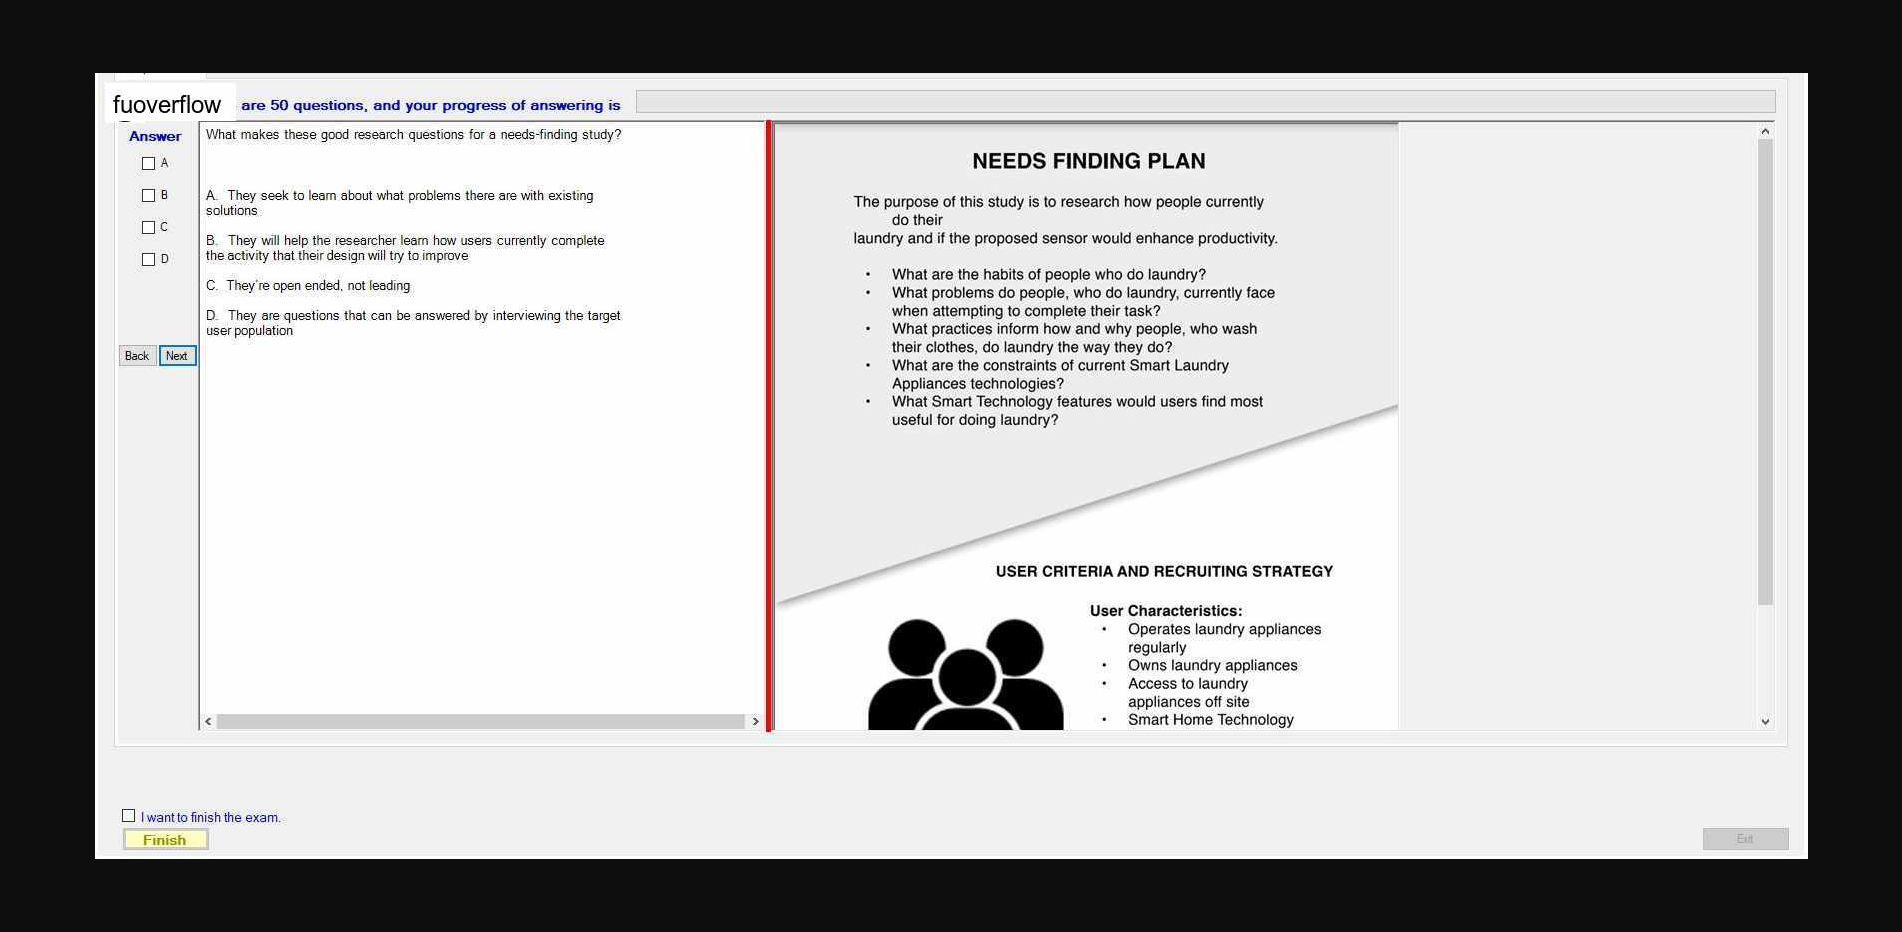 fuoverflow are 50 questions, and your progress of answering is
Answer
A
B
C
D
Back Next
What makes these good research questions for a needs-finding study?
A. They seek to learn about what problems there are with existing
solutions
B. They will help the researcher learn how users currently complete
the activity that their design will try to improve
C. They're open ended, not leading
D. They are questions that can be answered by interviewing the target
user population
NEEDS FINDING PLAN
The purpose of this study is to research how people currently
do their
laundry and if the proposed sensor would enhance productivity.
• What are the habits of people who do laundry?
• What problems do people, who do laundry, currently face
when attempting to complete their task?
• What practices inform how and why people, who wash
their clothes, do laundry the way they do?
• What are the constraints of current Smart Laundry
Appliances technologies?
• What Smart Technology features would users find most
useful for doing laundry?
USER CRITERIA AND RECRUITING STRATEGY
User Characteristics:
• Operates laundry appliances
regularly
• Owns laundry appliances
• Access to laundry
appliances off site
• Smart Home Technology
I want to finish the exam.
Finish
Exit